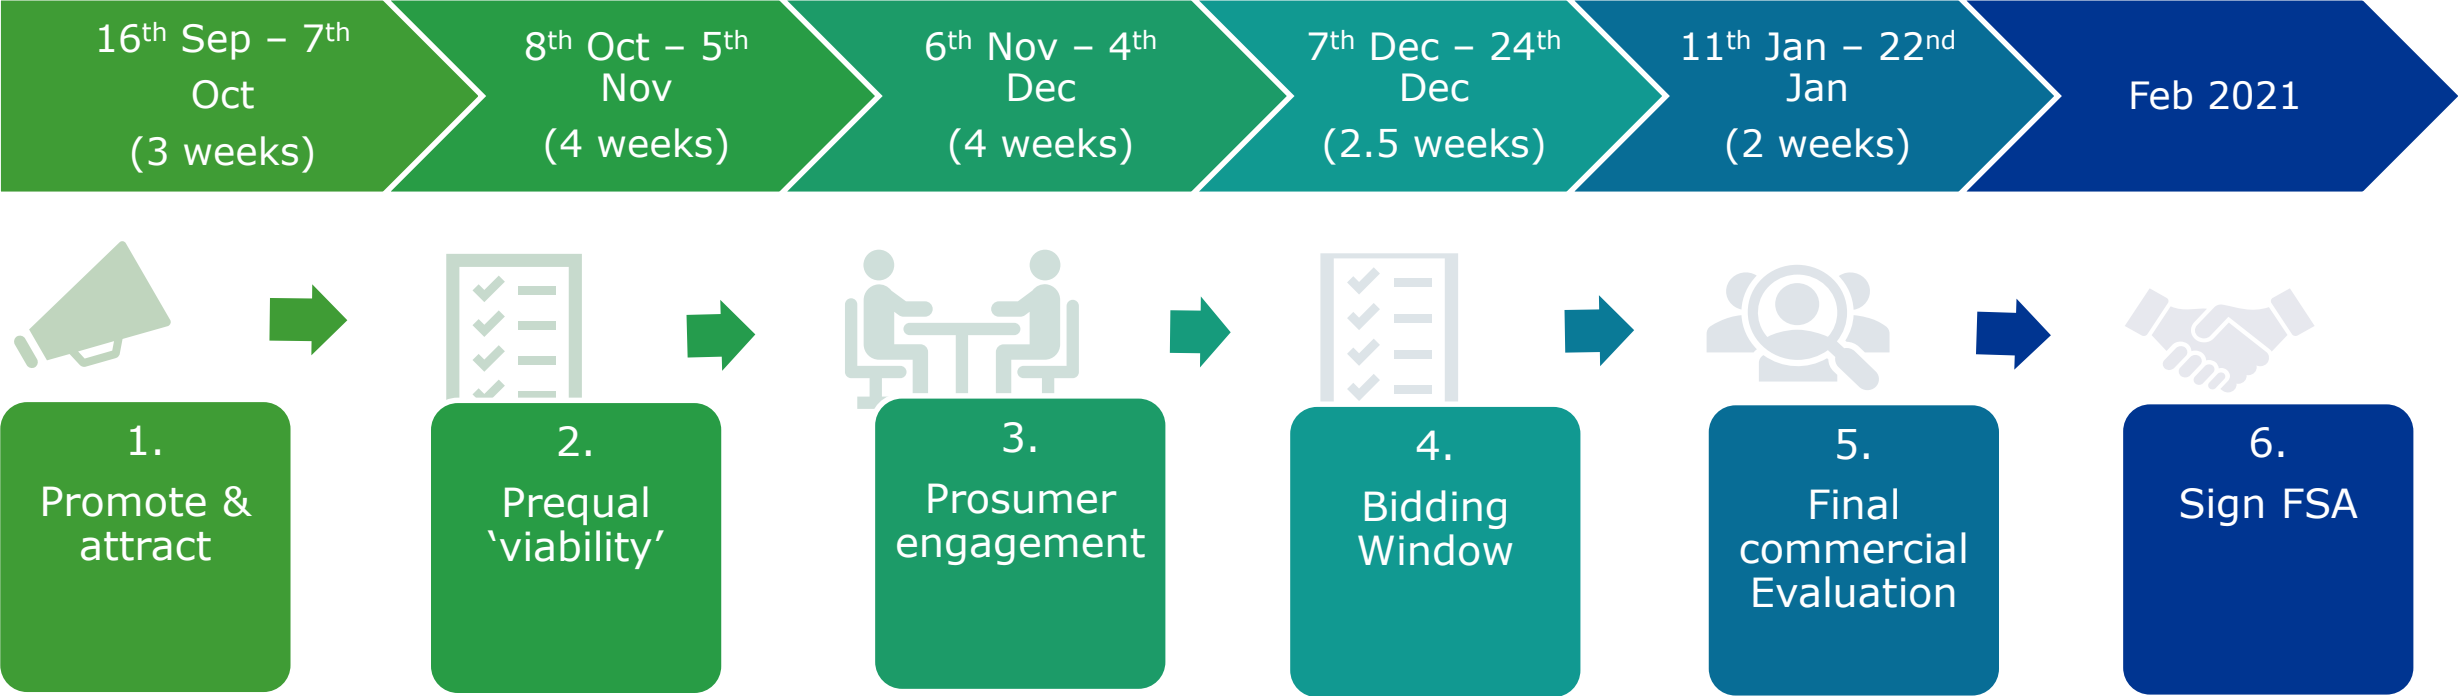 16th Sep – 7th
Oct
(3 weeks)
8th Oct – 5th
Nov
(4 weeks)
6th Nov – 4th
Dec
(4 weeks)
7th Dec – 24th
Dec
(2.5 weeks)
11th Jan – 22nd
Jan
(2 weeks)
Feb 2021
1.
Promote &
attract
2.
Prequal
‘viability’
3.
Prosumer
engagement
4.
Bidding
Window
5.
Final
commercial
Evaluation
6.
Sign FSA